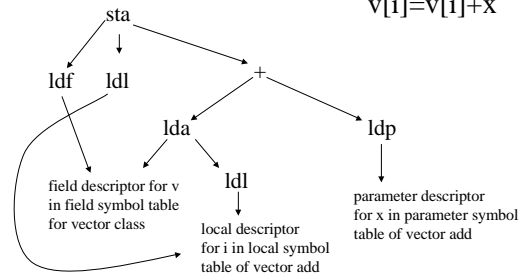 v[i]=v[i]+x
sta
ldf ldl +
lda ldp
ldl
field descriptor for v
in field symbol table
for vector class
parameter descriptor
for x in parameter symbol
table of vector add
local descriptor
for i in local symbol
table of vector add